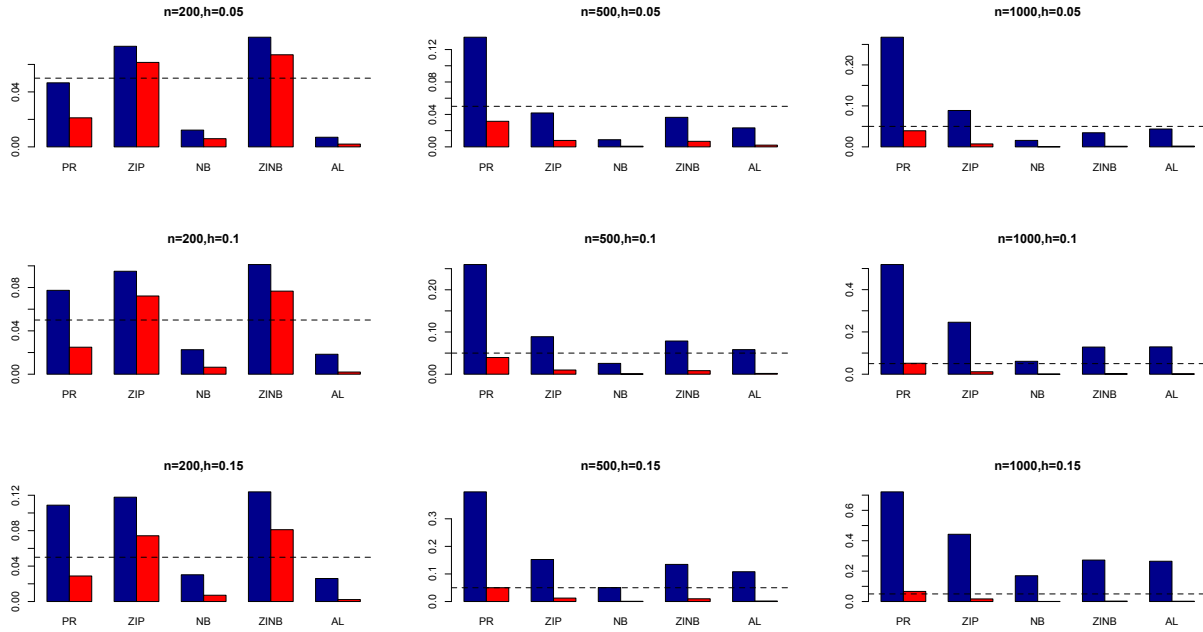 n=200,h=0.05
0.04
0.00
PR ZIP NB ZINB AL
n=500,h=0.05
0.12
0.08
0.04
0.00
PR ZIP NB ZINB AL
n=1000,h=0.05
0.20
0.10
0.00
PR ZIP NB ZINB AL
n=200,h=0.1
0.08
0.04
0.00
PR ZIP NB ZINB AL
n=500,h=0.1
0.20
0.10
0.00
PR ZIP NB ZINB AL
n=1000,h=0.1
0.4
0.2
0.0
PR ZIP NB ZINB AL
n=200,h=0.15
0.12
0.08
0.04
0.00
PR ZIP NB ZINB AL
n=500,h=0.15
0.3
0.2
0.1
0.0
PR ZIP NB ZINB AL
n=1000,h=0.15
0.6
0.4
0.2
0.0
PR ZIP NB ZINB AL